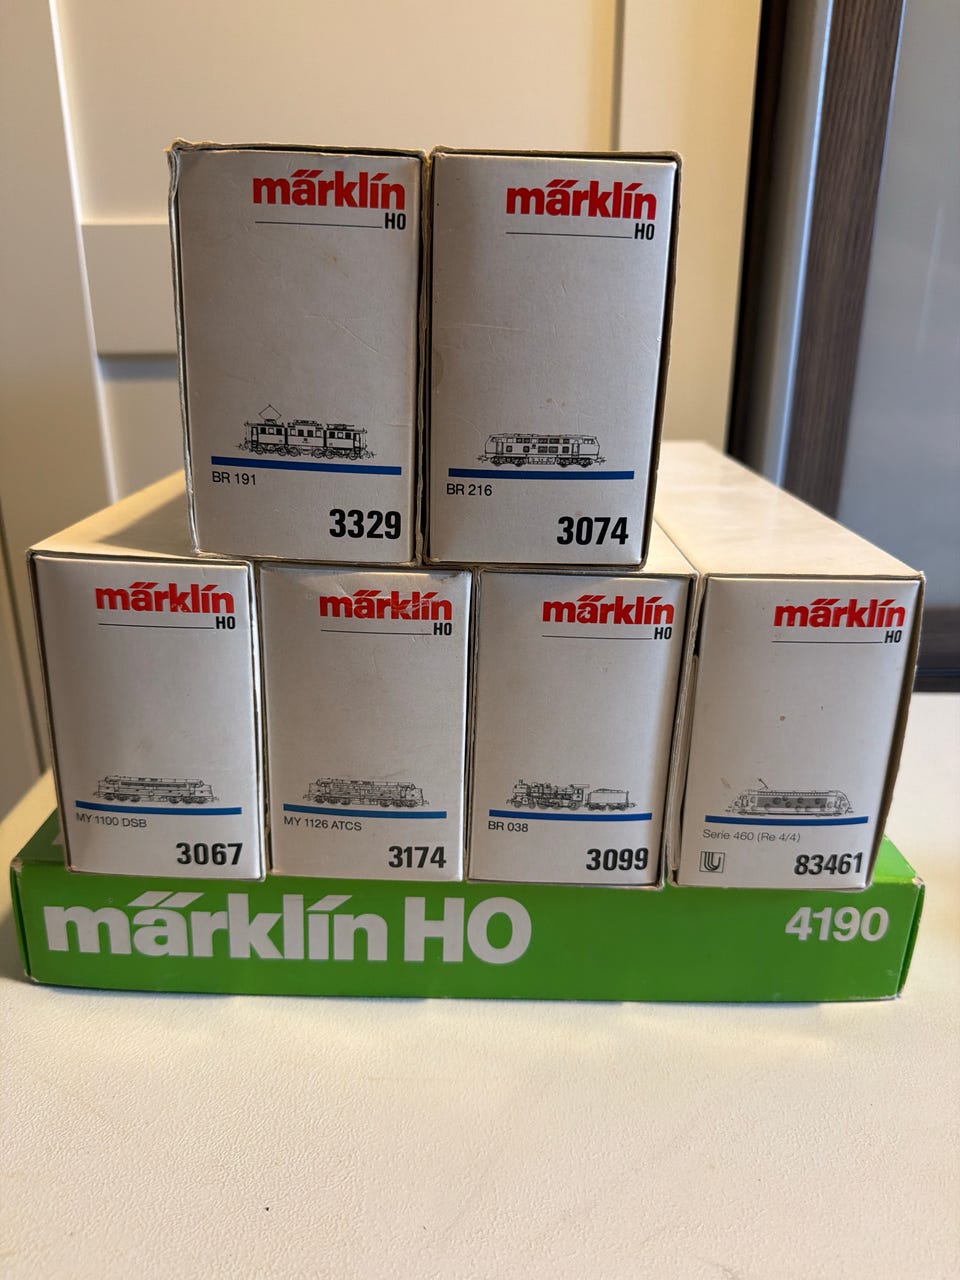 märklin
HO
BR 191
3329
märklin
HO
BR 216
3074
märklin
HO
MY 1100 DSB
3067
märklin
HO
MY 1126 ATCS
3174
märklin
HO
BR 038
3099
märklin
HO
Serie 460 (Re 4/4)
83461
märklin HO
4190